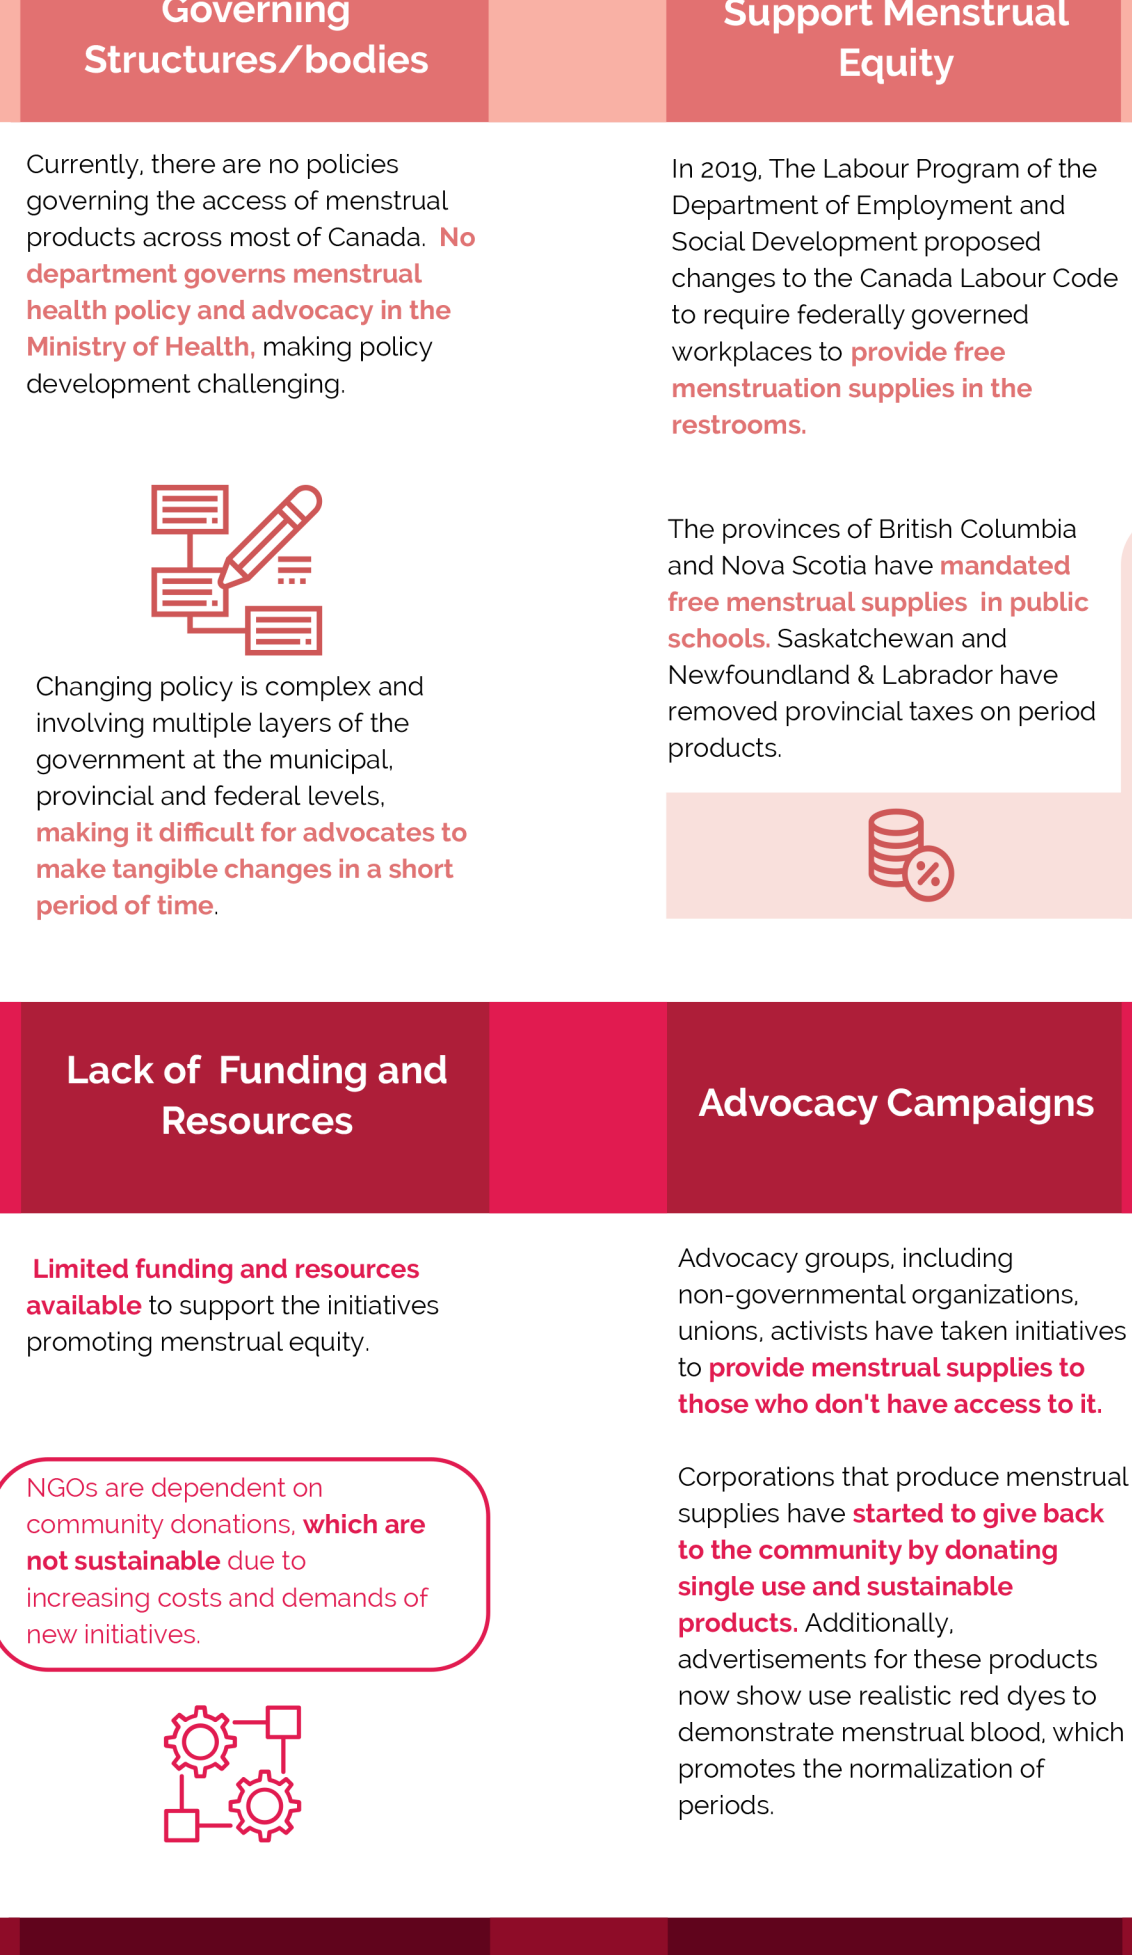 Governing
Structures/bodies
Currently, there are no policies
governing the access of menstrual
products across most of Canada.  No
department governs menstrual
health policy and advocacy in the
Ministry of Health, making policy
development challenging.
Changing policy is complex and
involving multiple layers of the
government at the municipal,
provincial and federal levels,
making it difficult for advocates to
make tangible changes in a short
period of time.
Support Menstrual
Equity
In 2019, The Labour Program of the
Department of Employment and
Social Development proposed
changes to the Canada Labour Code
to require federally governed
workplaces to provide free
menstruation supplies in the
restrooms.
The provinces of British Columbia
and Nova Scotia have mandated
free menstrual supplies  in public
schools. Saskatchewan and
Newfoundland & Labrador have
removed provincial taxes on period
products.
%
Lack of  Funding and
Resources
Limited funding and resources
available to support the initiatives
promoting menstrual equity.
NGOs are dependent on
community donations, which are
not sustainable due to
increasing costs and demands of
new initiatives.
Advocacy Campaigns
Advocacy groups, including
non-governmental organizations,
unions, activists have taken initiatives
to provide menstrual supplies to
those who don't have access to it.
Corporations that produce menstrual
supplies have started to give back
to the community by donating
single use and sustainable
products. Additionally,
advertisements for these products
now show use realistic red dyes to
demonstrate menstrual blood, which
promotes the normalization of
periods.